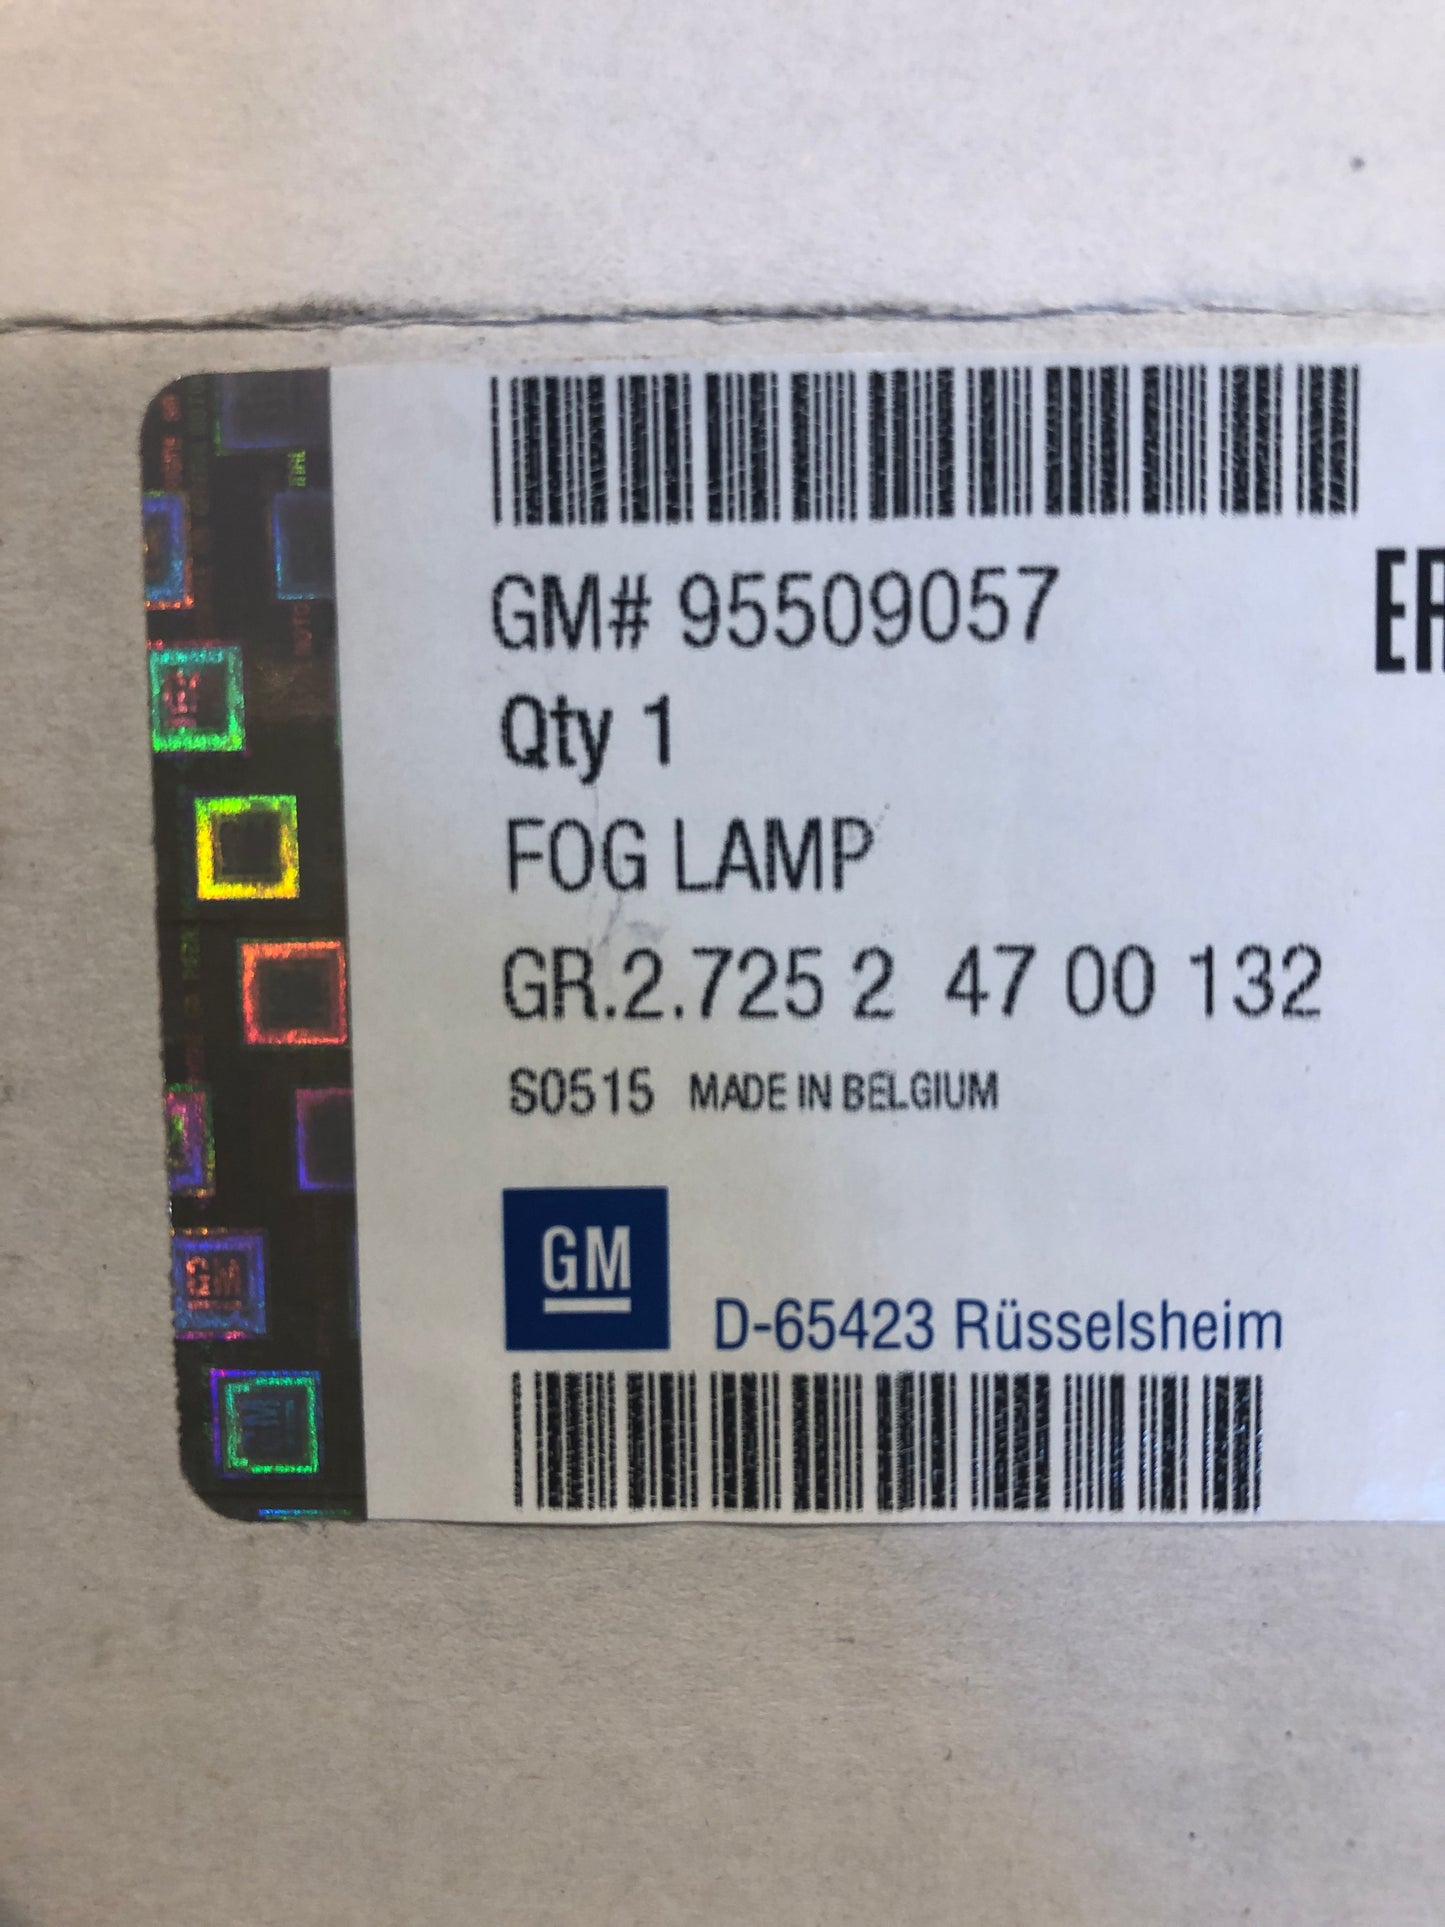 GM# 95509057
Qty 1
FOG LAMP
GR.2.725 2 47 00 132
S0515 MADE IN BELGIUM
GM
D-65423 Rüsselsheim
GM